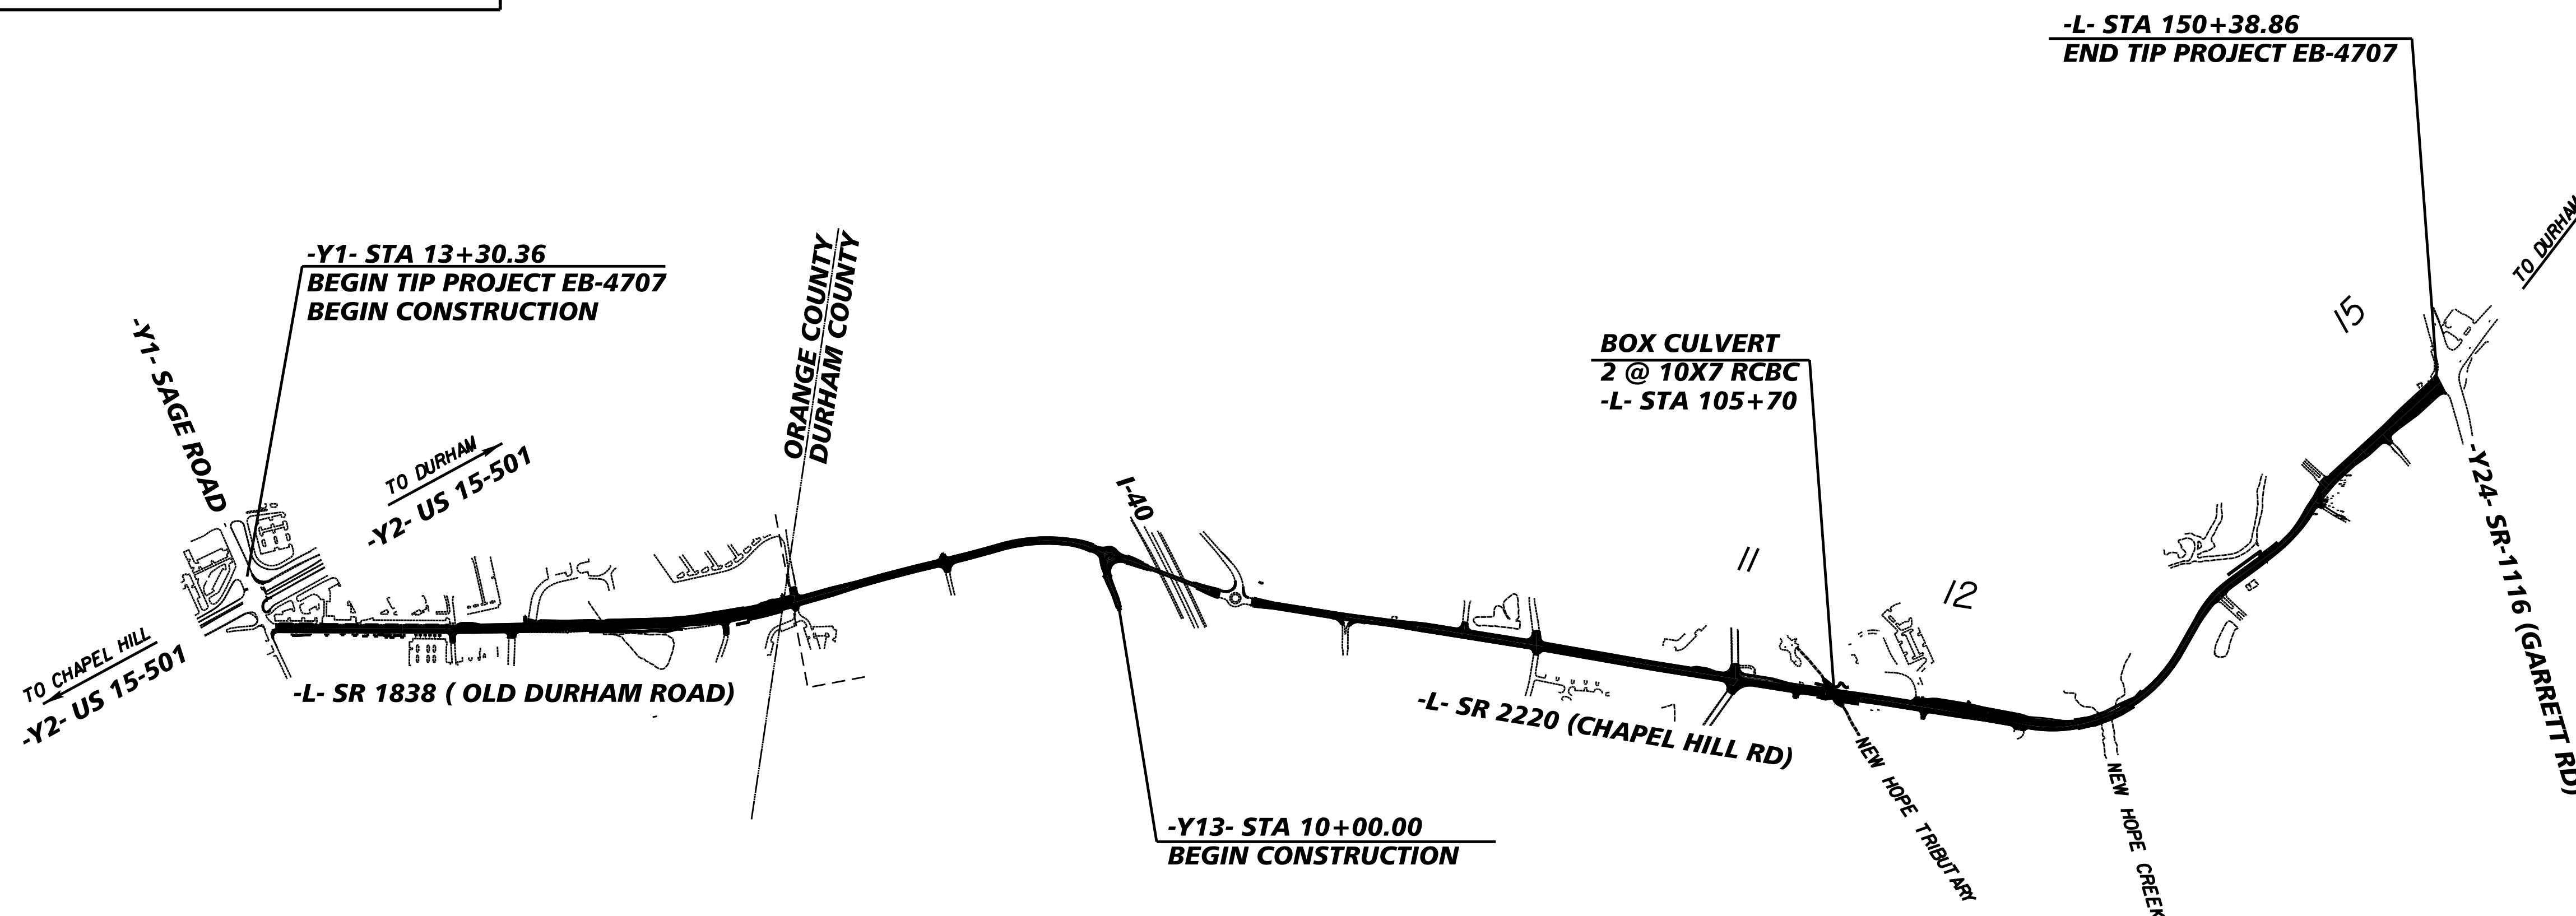 -L- STA 150+38.86
END TIP PROJECT EB-4707
TO DURHAM
-Y1- STA 13+30.36
BEGIN TIP PROJECT EB-4707
BEGIN CONSTRUCTION
ORANGE COUNTY
DURHAM COUNTY
-Y1- SAGE ROAD
TO DURHAM
-Y2- US 15-501
I-40
BOX CULVERT
2 @ 10X7 RCBC
-L- STA 105+70
15
11
12
-Y24- SR-1116 (GARRETT RD)
TO CHAPEL HILL
-Y2- US 15-501
-L- SR 1838 ( OLD DURHAM ROAD)
-L- SR 2220 (CHAPEL HILL RD)
NEW HOPE TRIBUTARY
NEW HOPE CREEK
-Y13- STA 10+00.00
BEGIN CONSTRUCTION